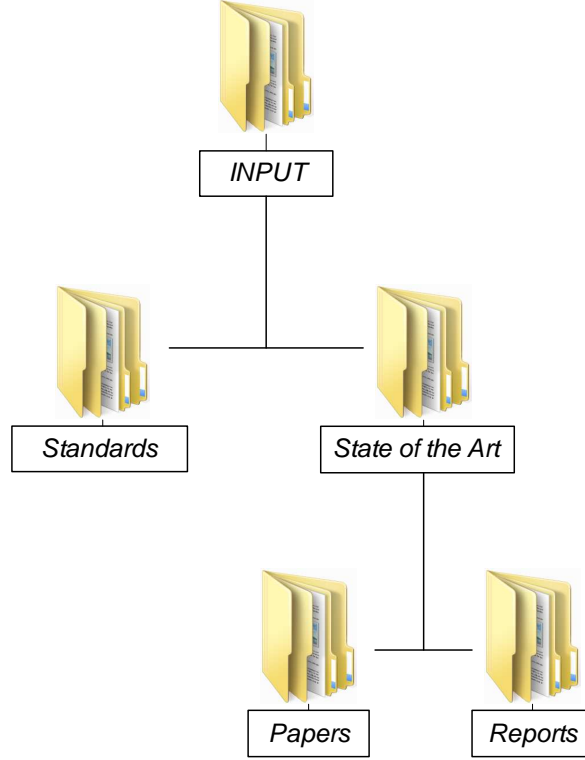 INPUT
Standards
State of the Art
Papers
Reports